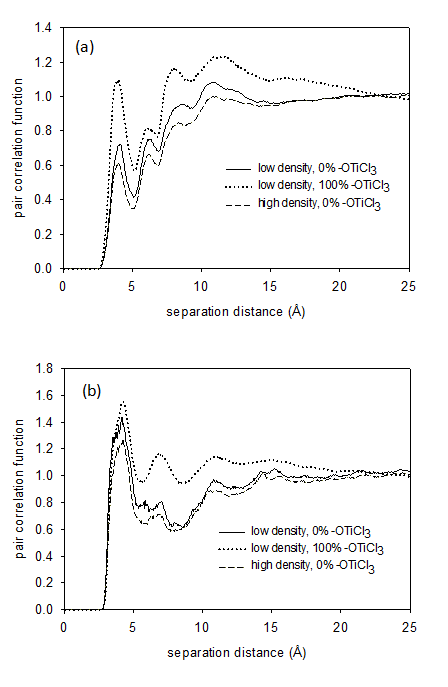 (a)
pair correlation function
1.4
1.2
1.0
0.8
0.6
0.4
0.2
0.0
low density, 0% -OTiCl3
low density, 100% -OTiCl3
high density, 0% -OTiCl3
0 5 10 15 20 25
separation distance (Å)
(b)
pair correlation function
1.8
1.6
1.4
1.2
1.0
0.8
0.6
0.4
0.2
0.0
low density, 0% -OTiCl3
low density, 100% -OTiCl3
high density, 0% -OTiCl3
0 5 10 15 20 25
separation distance (Å)